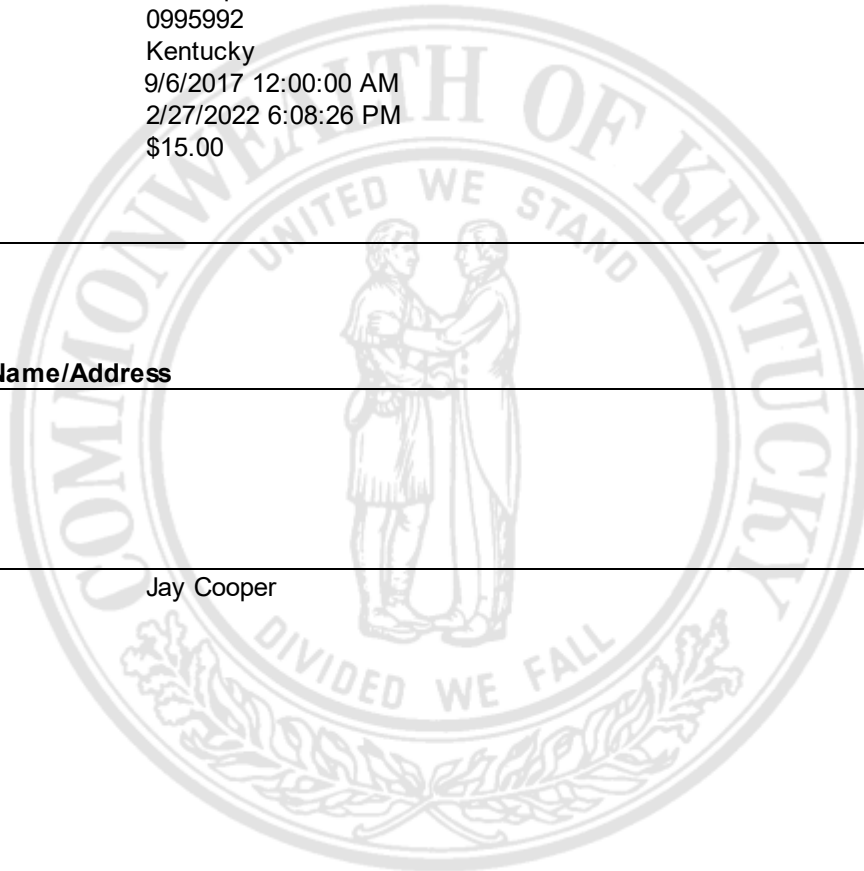 0995992
Kentucky
9/6/2017 12:00:00 AM
2/27/2022 6:08:26 PM
$15.00
COMMONWEALTH OF KENTUCKY
UNITED WE STAND
Name/Address
Jay Cooper
DIVIDED WE FALL